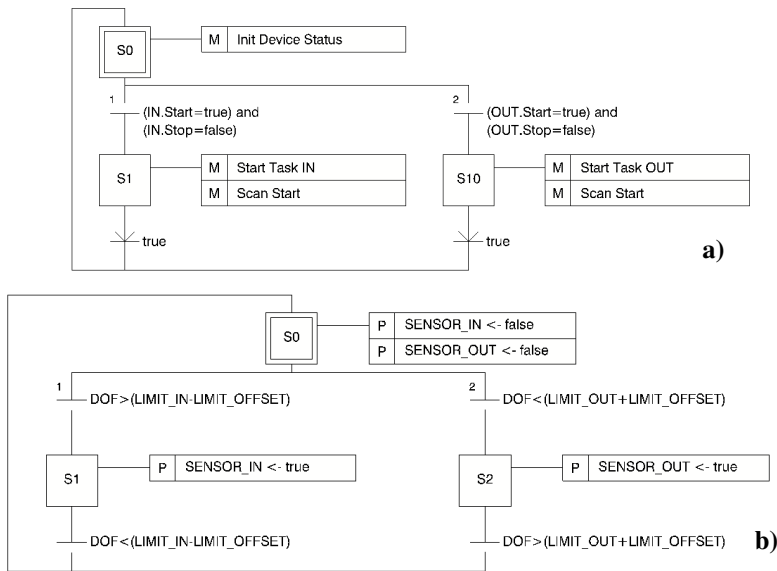 S0
M Init Device Status
1
(IN.Start=true) and
(IN.Stop=false)
2
(OUT.Start=true) and
(OUT.Stop=false)
S1
M Start Task IN
M Scan Start
S10
M Start Task OUT
M Scan Start
true
true
a)
S0
P SENSOR_IN <- false
P SENSOR_OUT <- false
1
DOF>(LIMIT_IN-LIMIT_OFFSET)
2
DOF<(LIMIT_OUT+LIMIT_OFFSET)
S1
P SENSOR_IN <- true
S2
P SENSOR_OUT <- true
DOF<(LIMIT_IN-LIMIT_OFFSET)
DOF>(LIMIT_OUT+LIMIT_OFFSET)
b)